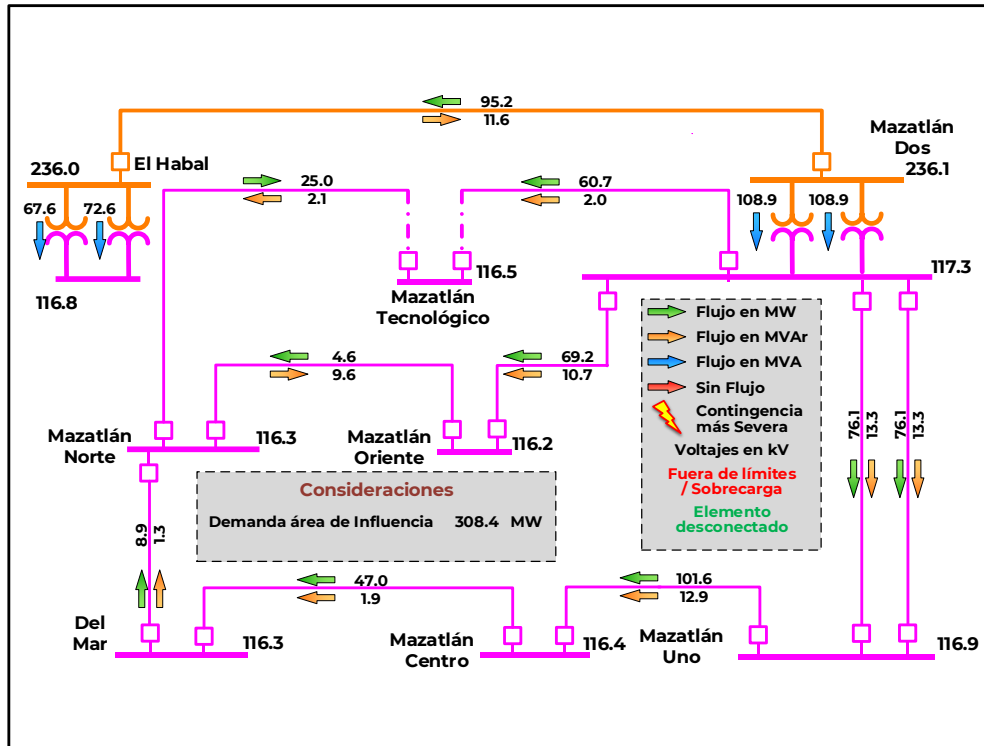 95.2
11.6
El Habal
236.0
Mazatlán
Dos
236.1
67.6
72.6
25.0
2.1
60.7
2.0
108.9
108.9
116.8
116.5
117.3
Mazatlán
Tecnológico
Flujo en MW
Flujo en MVAr
Flujo en MVA
Sin Flujo
Contingencia
más Severa
Voltajes en kV
Fuera de límites
/ Sobrecarga
Elemento
desconectado
4.6
9.6
69.2
10.7
76.1
13.3
76.1
13.3
Mazatlán
Norte
116.3
Mazatlán
Oriente
116.2
Consideraciones
Demanda área de Influencia 308.4 MW
8.9
1.3
47.0
1.9
101.6
12.9
Del
Mar
116.3
Mazatlán
Centro
116.4
Mazatlán
Uno
116.9